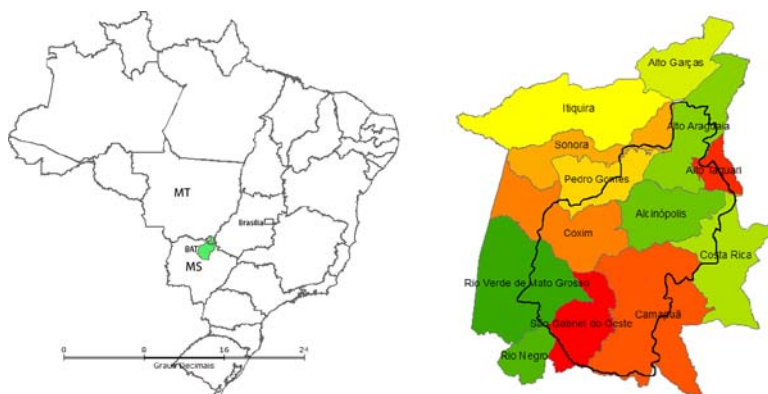 MT
Brasília
BAT
MS
0 8 16 24
Graus Decimais
Alto Garças
Itiquira
Alto Araguaia
Sonora
Alto Taquari
Pedro Gomes
Alcinópolis
Coxim
Costa Rica
Rio Verde de Mato Grosso
Camapuã
São Gabriel do Oeste
Rio Negro